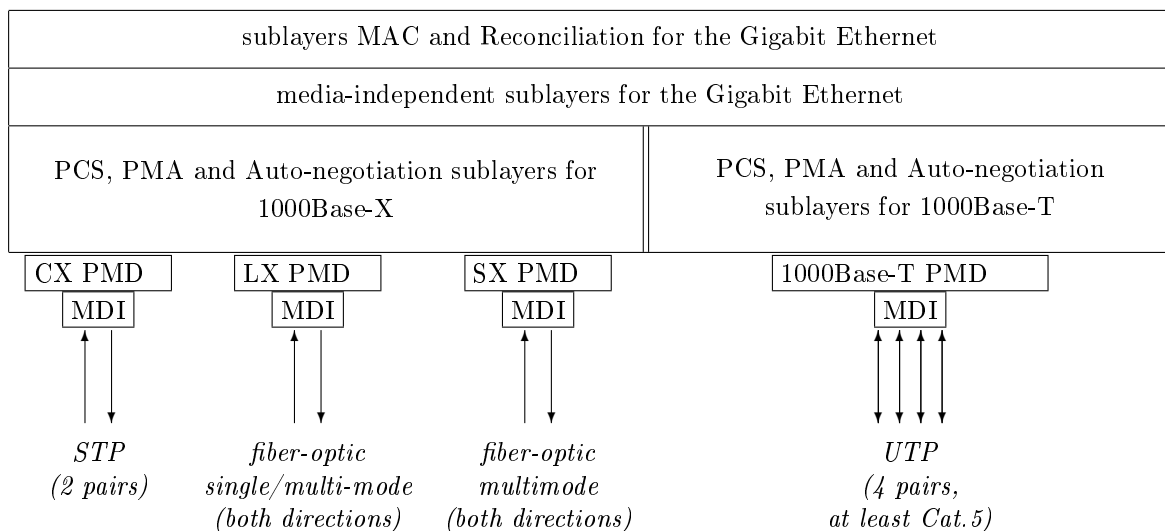 sublayers MAC and Reconciliation for the Gigabit Ethernet
media-independent sublayers for the Gigabit Ethernet
PCS, PMA and Auto-negotiation sublayers for
1000Base-X
PCS, PMA and Auto-negotiation
sublayers for 1000Base-T
CX PMD
LX PMD
SX PMD
1000Base-T PMD
MDI
MDI
MDI
MDI
STP
(2 pairs)
fiber-optic
single/multi-mode
(both directions)
fiber-optic
multimode
(both directions)
UTP
(4 pairs,
at least Cat.5)